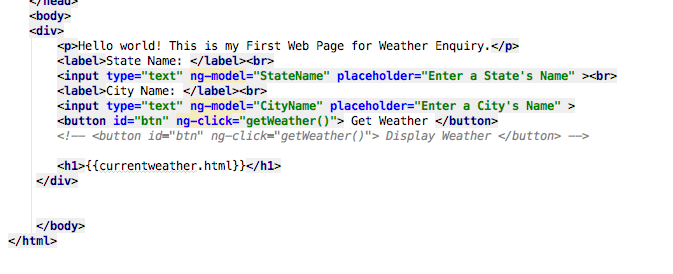 </head>
<body>
<div>
<p>Hello world! This is my First Web Page for Weather Enquiry.</p>
<label>State Name: </label><br>
<input type="text" ng-model="StateName" placeholder="Enter a State's Name" ><br>
<label>City Name: </label><br>
<input type="text" ng-model="CityName" placeholder="Enter a City's Name" >
<button id="btn" ng-click="getWeather()"> Get Weather </button>
<!-- <button id="btn" ng-click="getWeather()"> Display Weather </button> -->
<h1>{{currentweather.html}}</h1>
</div>
</body>
</html>